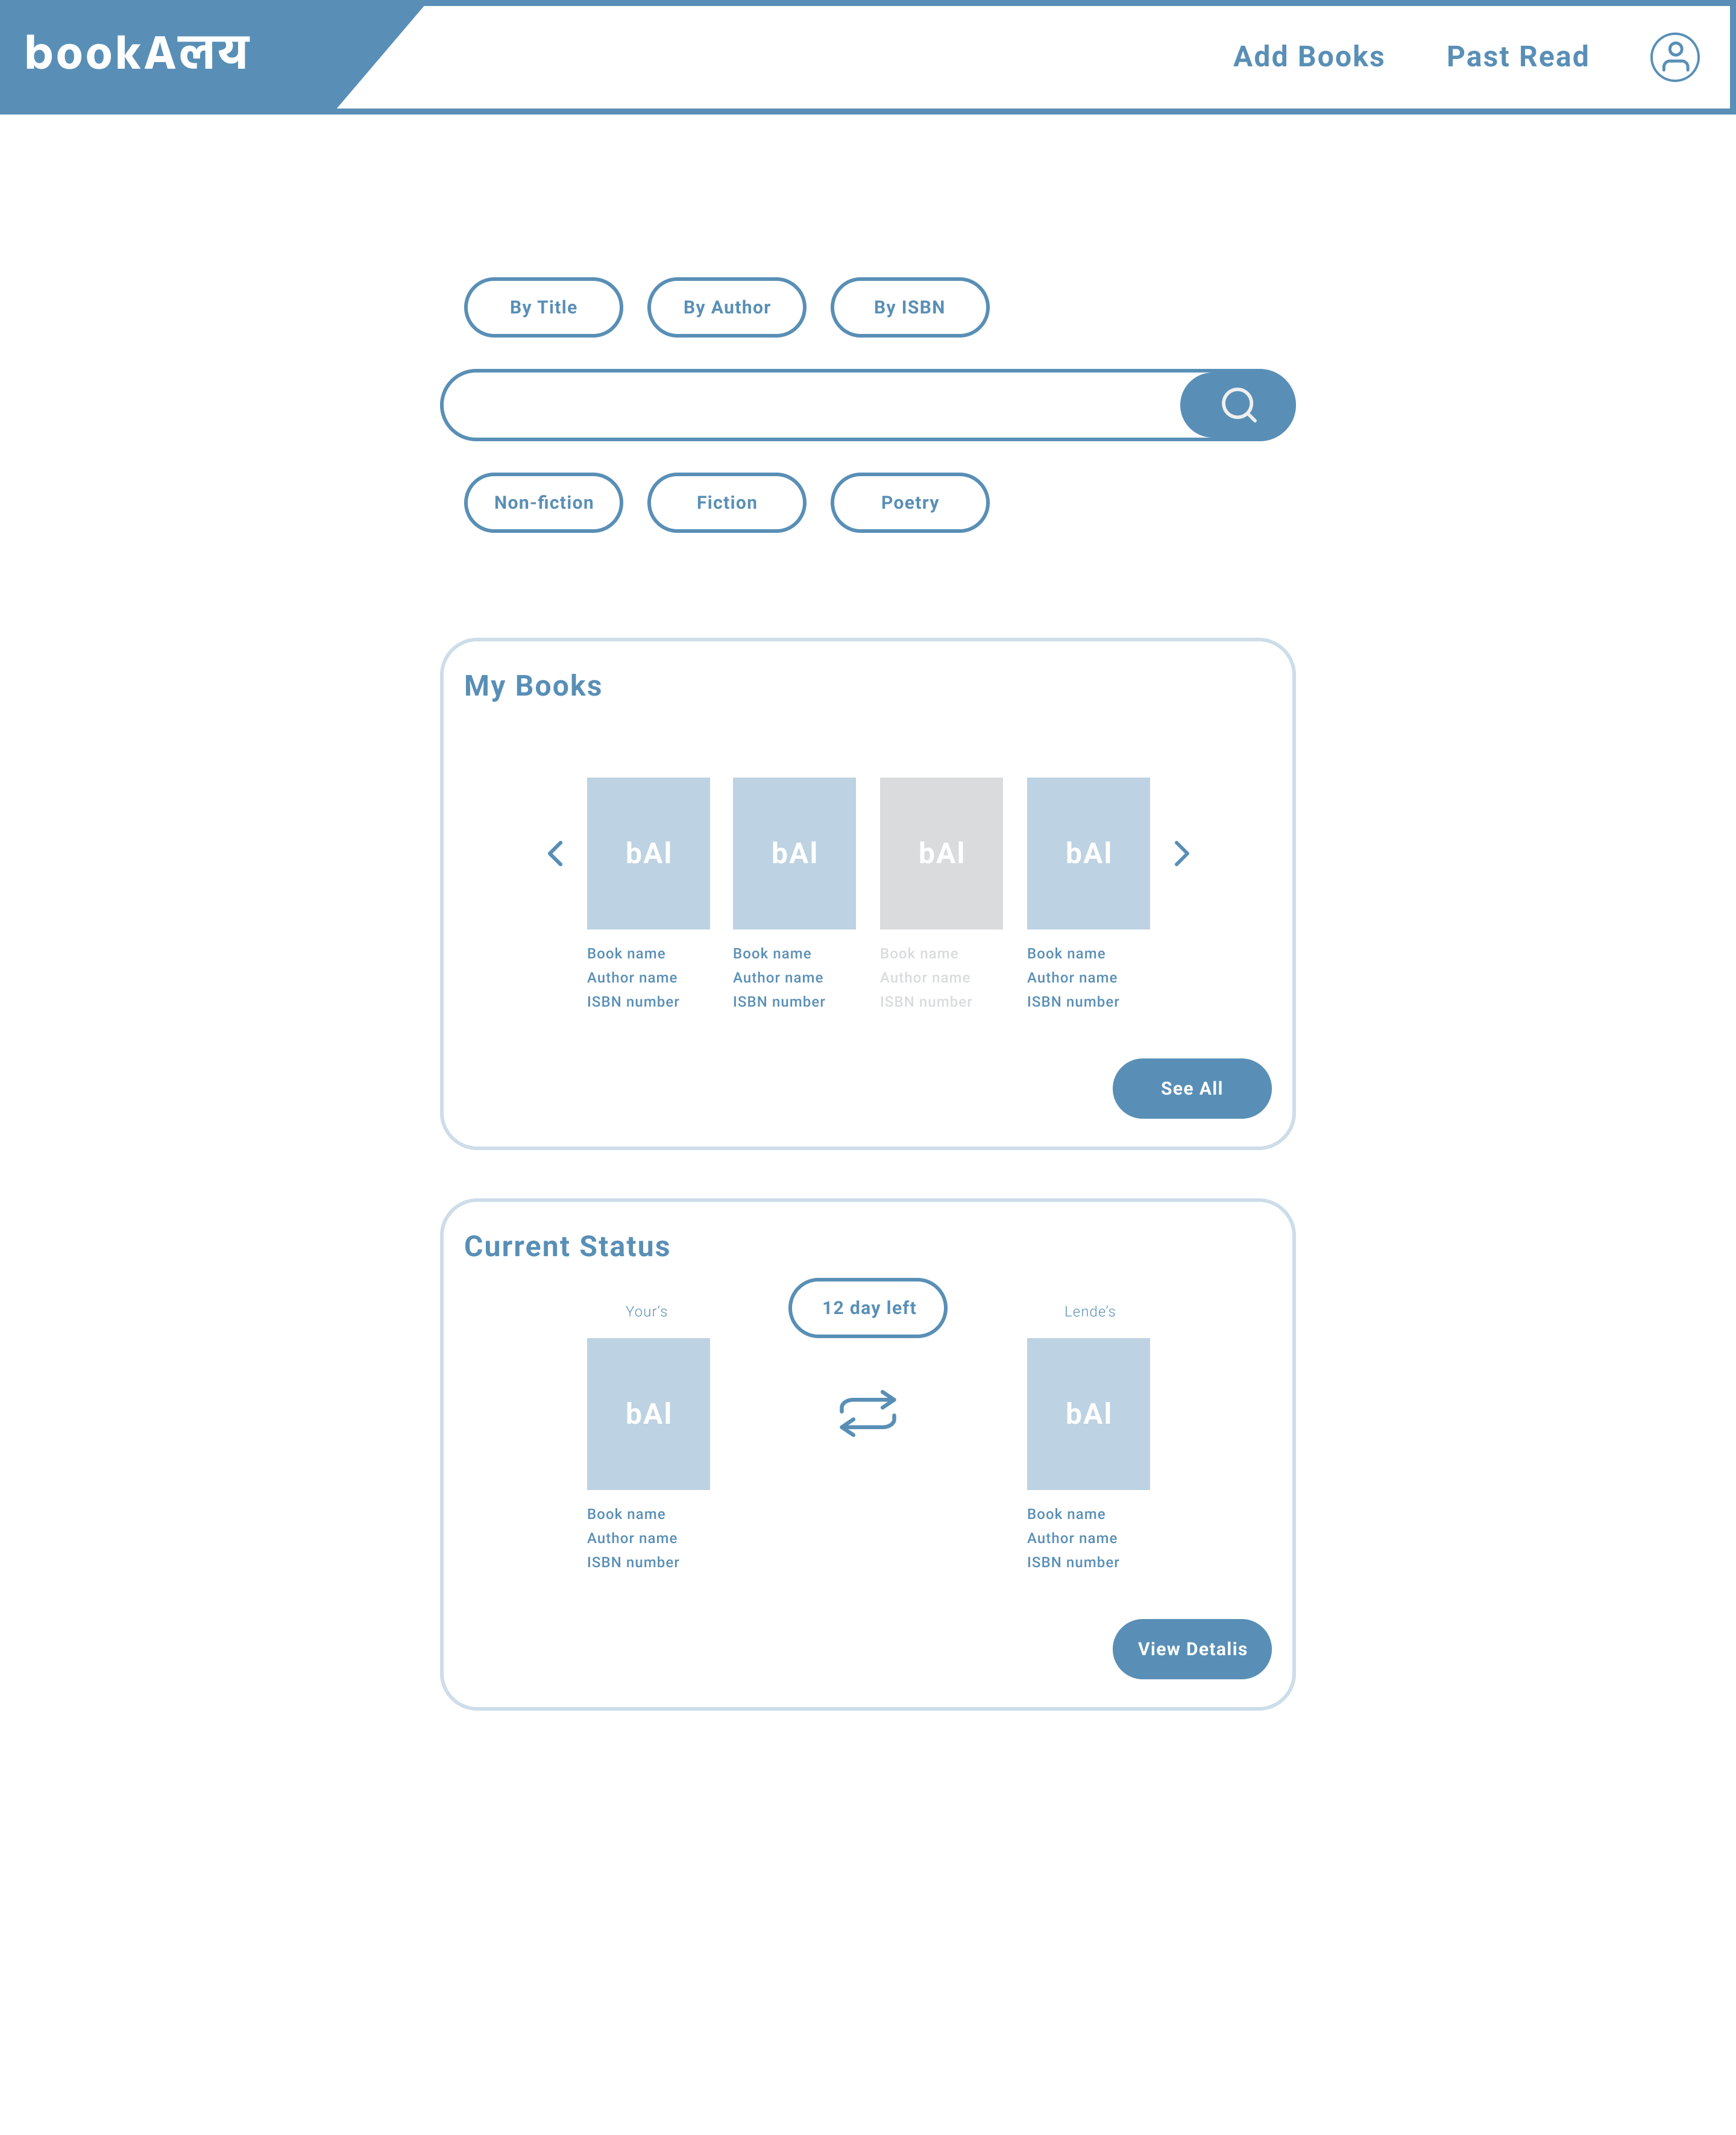 bookAलय
Add Books
Past Read
By Title
By Author
By ISBN
Non-fiction
Fiction
Poetry
My Books
bAl
bAl
bAl
bAl
Book name
Author name
ISBN number
Book name
Author name
ISBN number
Book name
Author name
ISBN number
Book name
Author name
ISBN number
See All
Current Status
Your's
12 day left
Lende's
bAl
bAl
Book name
Author name
ISBN number
Book name
Author name
ISBN number
View Detalis